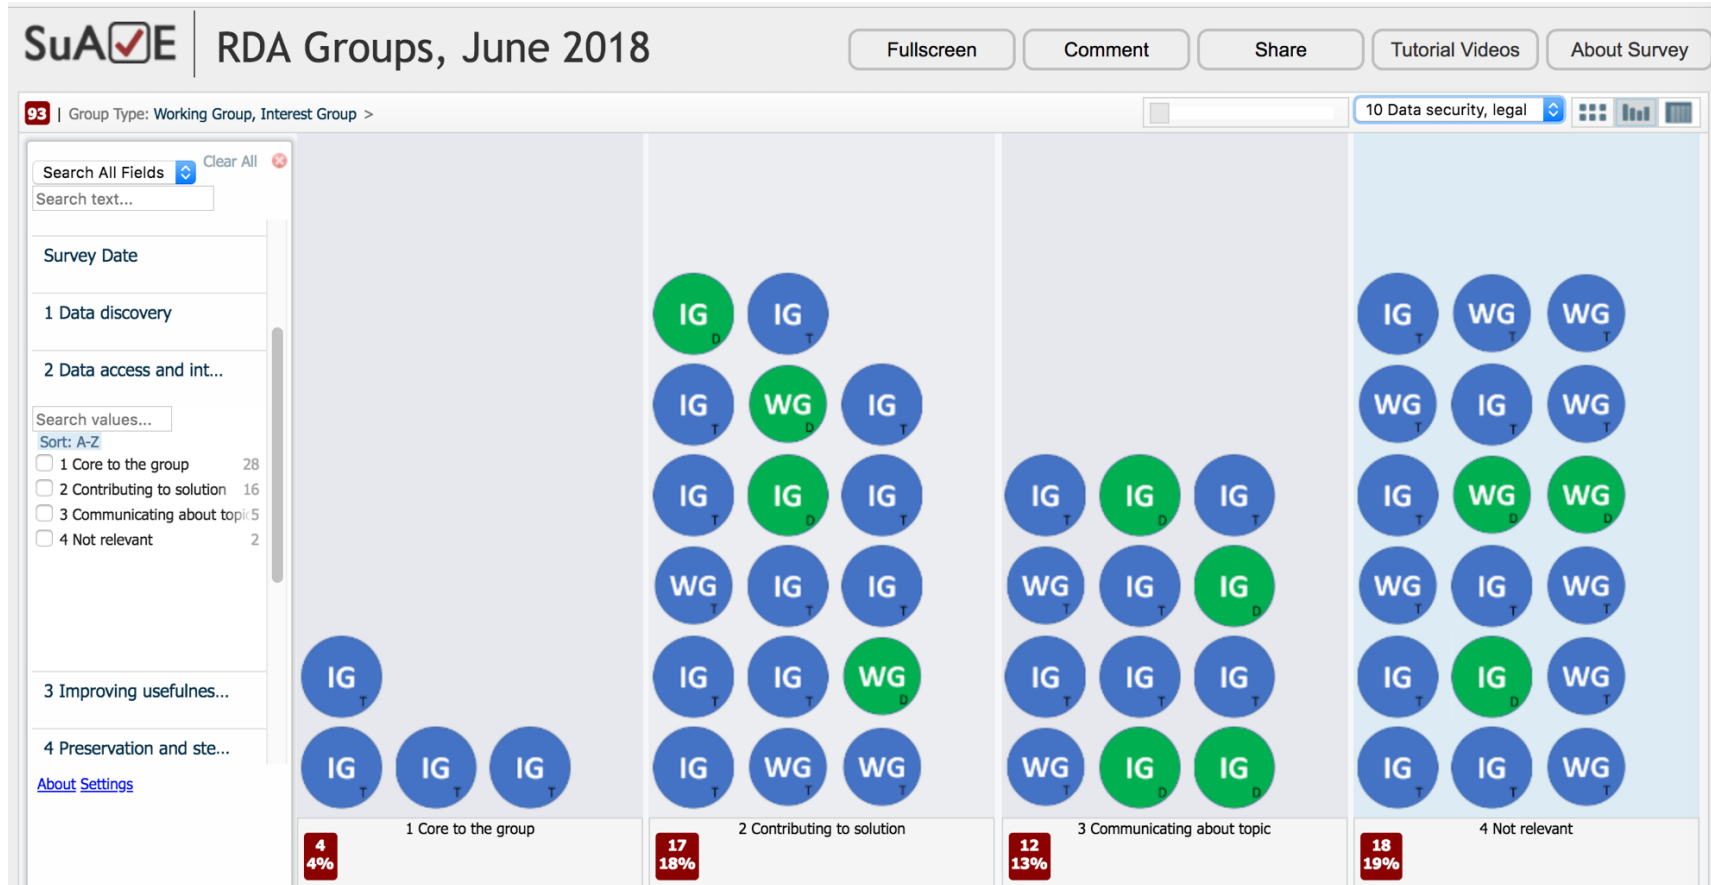 SuAVE | RDA Groups, June 2018
Fullscreen Comment Share Tutorial Videos About Survey
93 | Group Type: Working Group, Interest Group >
10 Data security, legal
Search All Fields Clear All
Search text...
Survey Date
1 Data discovery
2 Data access and int...
Search values...
Sort: A-Z
1 Core to the group 28
2 Contributing to solution 16
3 Communicating about topic 5
4 Not relevant 2
3 Improving usefulnes...
4 Preservation and ste...
About Settings
IG T
IG T IG T IG T
1 Core to the group
4
4%
IG D IG T
IG T WG D IG T
IG T IG D IG T
WG T IG T IG T
IG T IG T WG D
IG T WG T WG T
2 Contributing to solution
17
18%
IG T IG D IG T
WG T IG T IG D
IG T IG T IG T
WG T IG D IG D
3 Communicating about topic
12
13%
IG T WG T WG T
WG T IG T WG T
IG T WG D WG D
WG T IG T WG T
IG T IG D WG T
IG T IG T WG T
4 Not relevant
18
19%